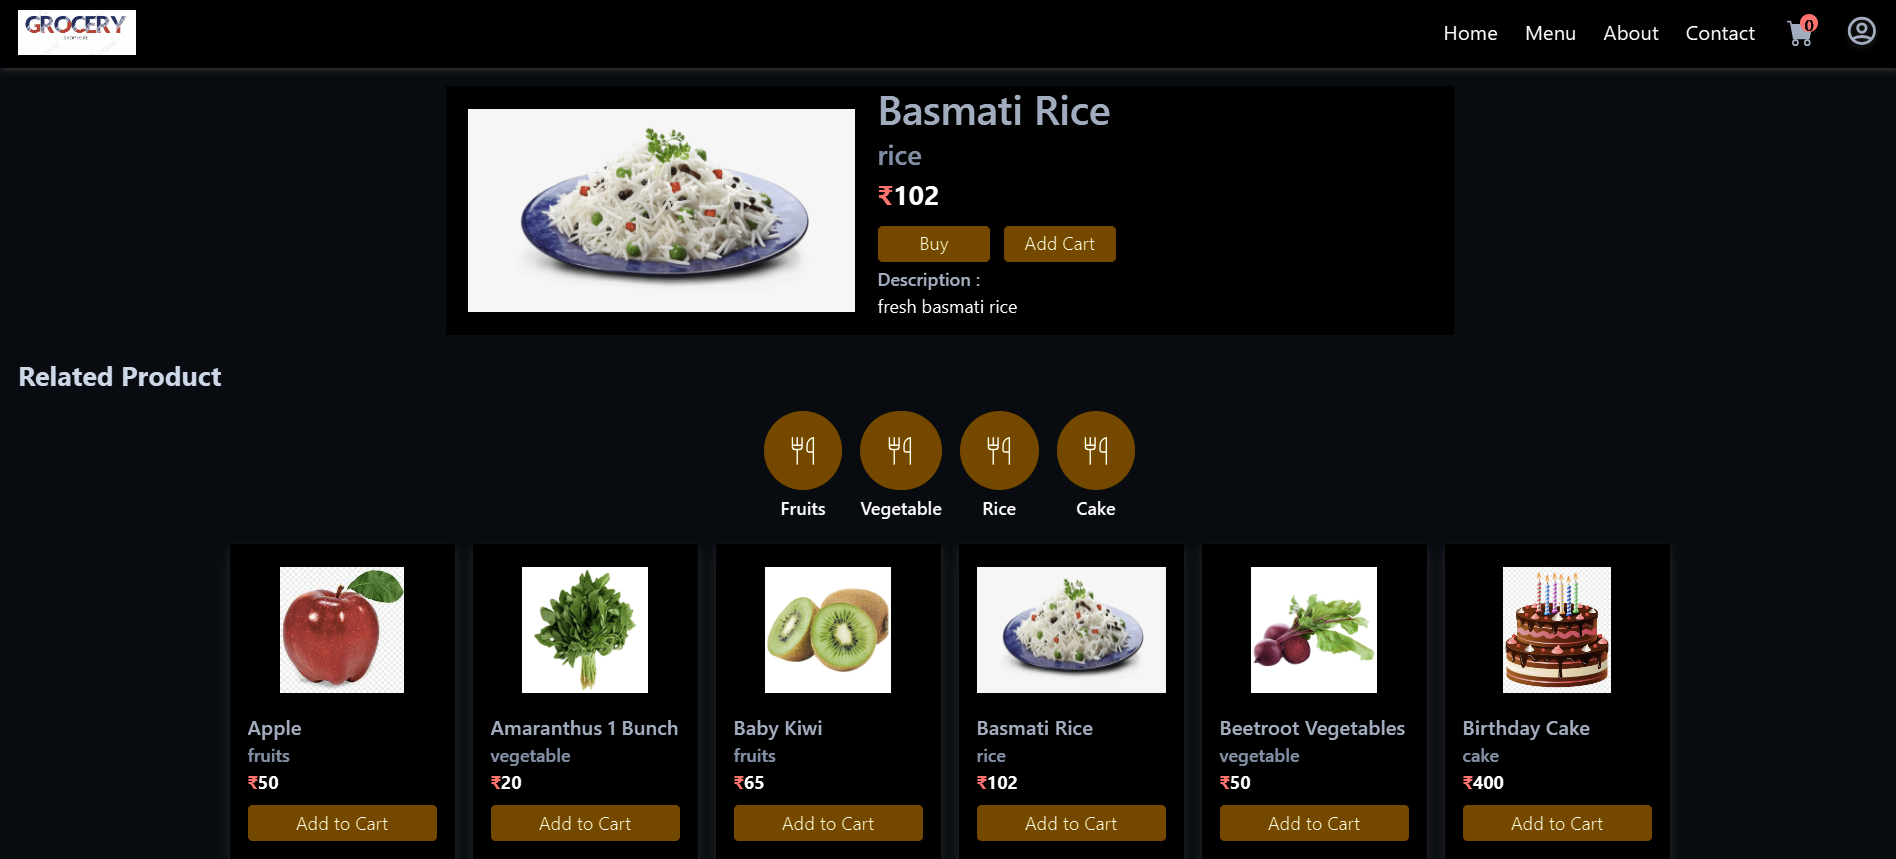 GROCERY
SHOP HERE
Home Menu About Contact 0
Basmati Rice
rice
₹102
Buy Add Cart
Description :
fresh basmati rice
Related Product
Fruits Vegetable Rice Cake
Apple Amaranthus 1 Bunch Baby Kiwi Basmati Rice Beetroot Vegetables Birthday Cake
fruits vegetable fruits rice vegetable cake
₹50 ₹20 ₹65 ₹102 ₹50 ₹400
Add to Cart Add to Cart Add to Cart Add to Cart Add to Cart Add to Cart